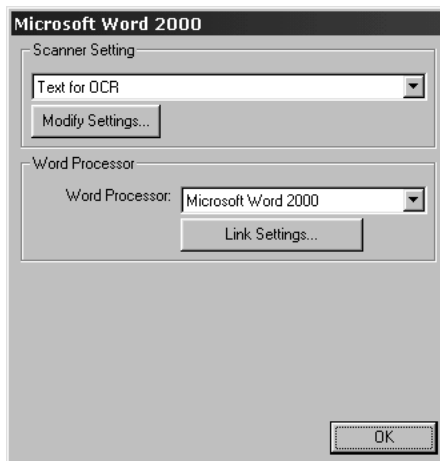 Microsoft Word 2000
Scanner Setting
Text for OCR
Modify Settings...
Word Processor
Word Processor: Microsoft Word 2000
Link Settings...
OK